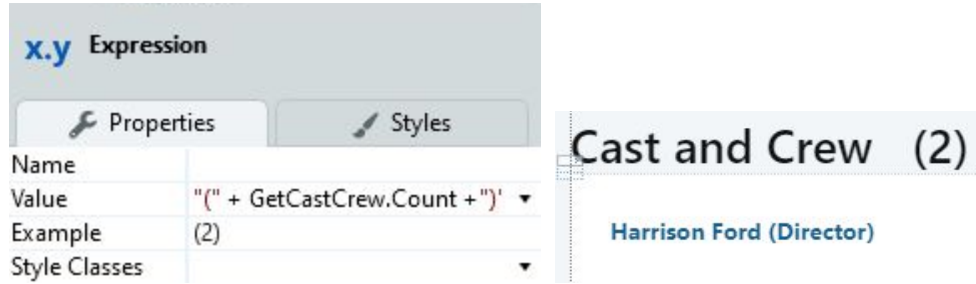 x.y Expression
Properties Styles
Name
Value "(" + GetCastCrew.Count + ")'
Example (2)
Style Classes
Cast and Crew (2)
Harrison Ford (Director)